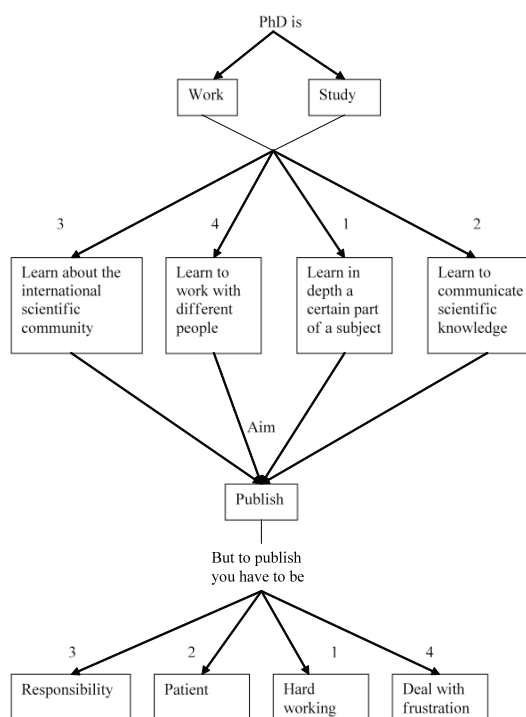 PhD is
Work
Study
3
4
1
2
Learn about the
international
scientific
community
Learn to
work with
different
people
Learn in
depth a
certain part
of a subject
Learn to
communicate
scientific
knowledge
Aim
Publish
But to publish
you have to be
3
2
1
4
Responsibility
Patient
Hard
working
Deal with
frustration